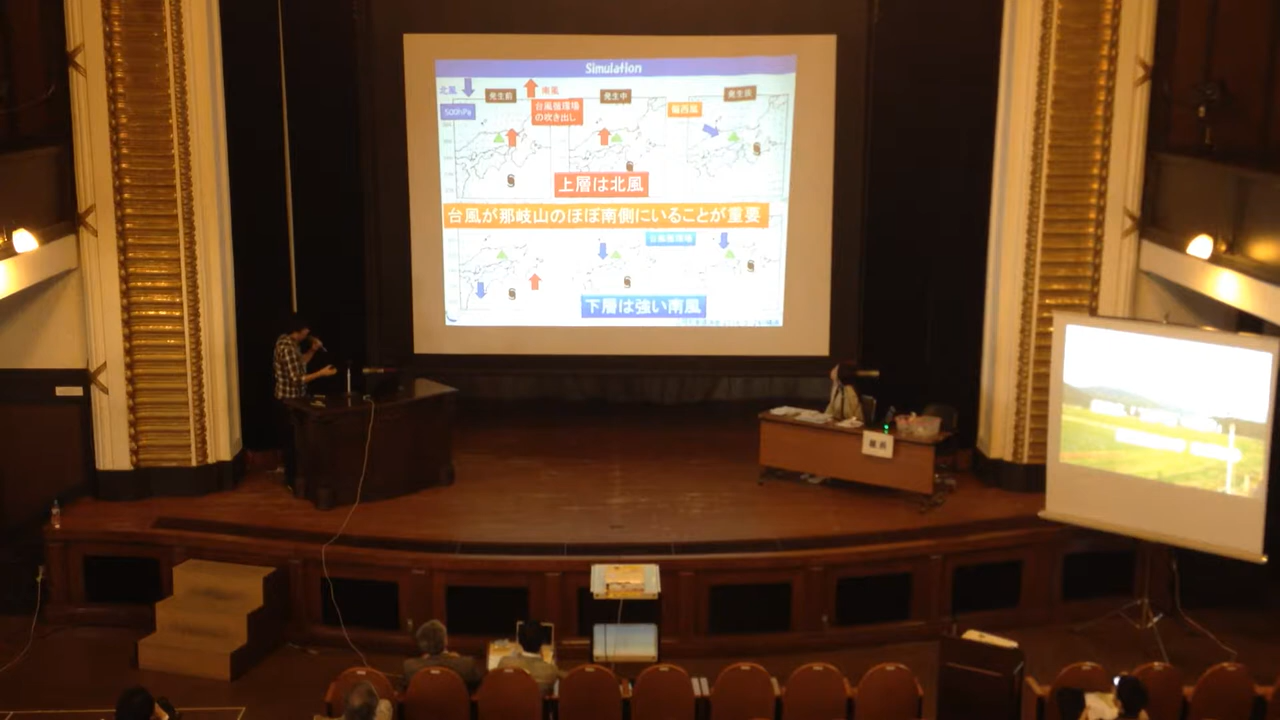 Simulation
北風
南風
発生前
発生中
発生後
500hPa
台風循環場
の吹き出し
偏西風
上層は北風
台風が那岐山のほぼ南側にいることが重要
台風循環場
下層は強い南風